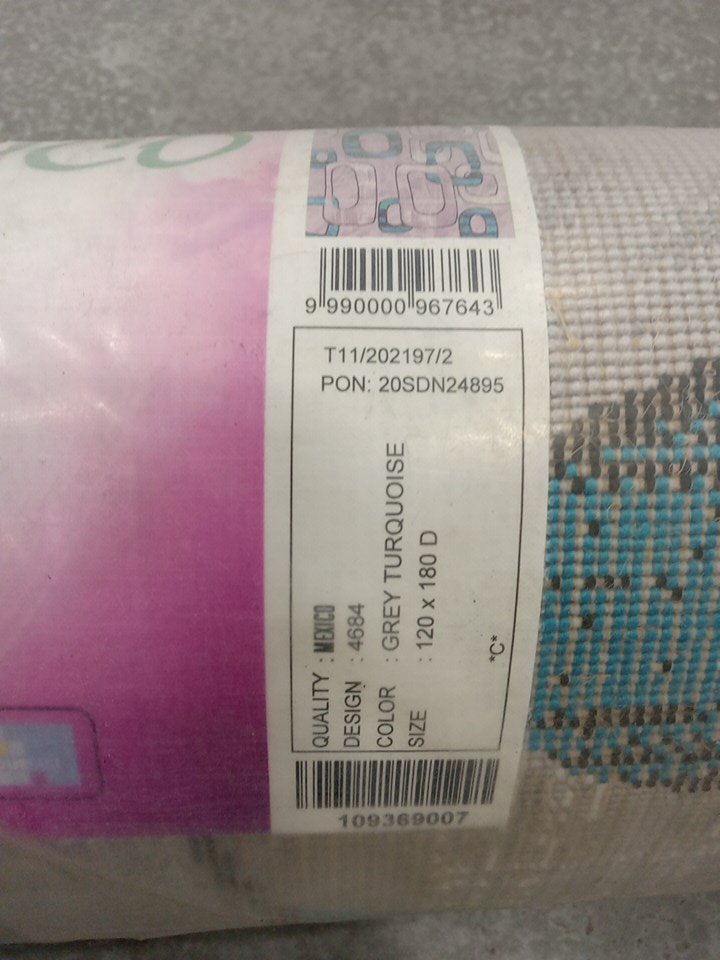 co
9 990000 967643
T11/202197/2
PON: 20SDN24895
QUALITY : MEXICO
DESIGN : 4684
COLOR : GREY TURQUOISE
SIZE : 120 x 180 D
*C*
109369007